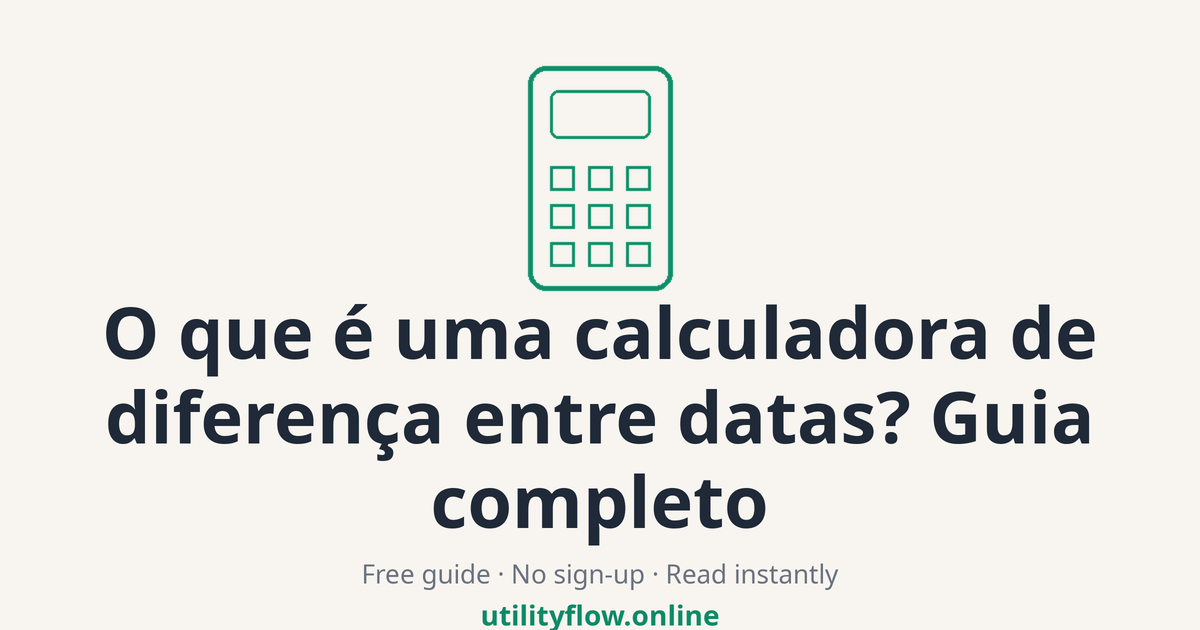 O que é uma calculadora de
diferença entre datas? Guia
completo
Free guide · No sign-up · Read instantly
utilityflow.online